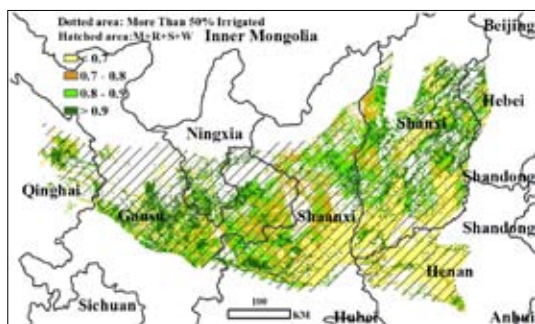 Dotted area: More Than 50% Irrigated
Hatched area: M+R+S+W
Inner Mongolia
Beijing
< 0.7
0.7 - 0.8
0.8 - 0.9
> 0.9
Hebei
Shanxi
Ningxia
Shandong
Qinghai
Gansu
Shaanxi
Shandong
Henan
Sichuan
100
KM
Hubei
Anhui